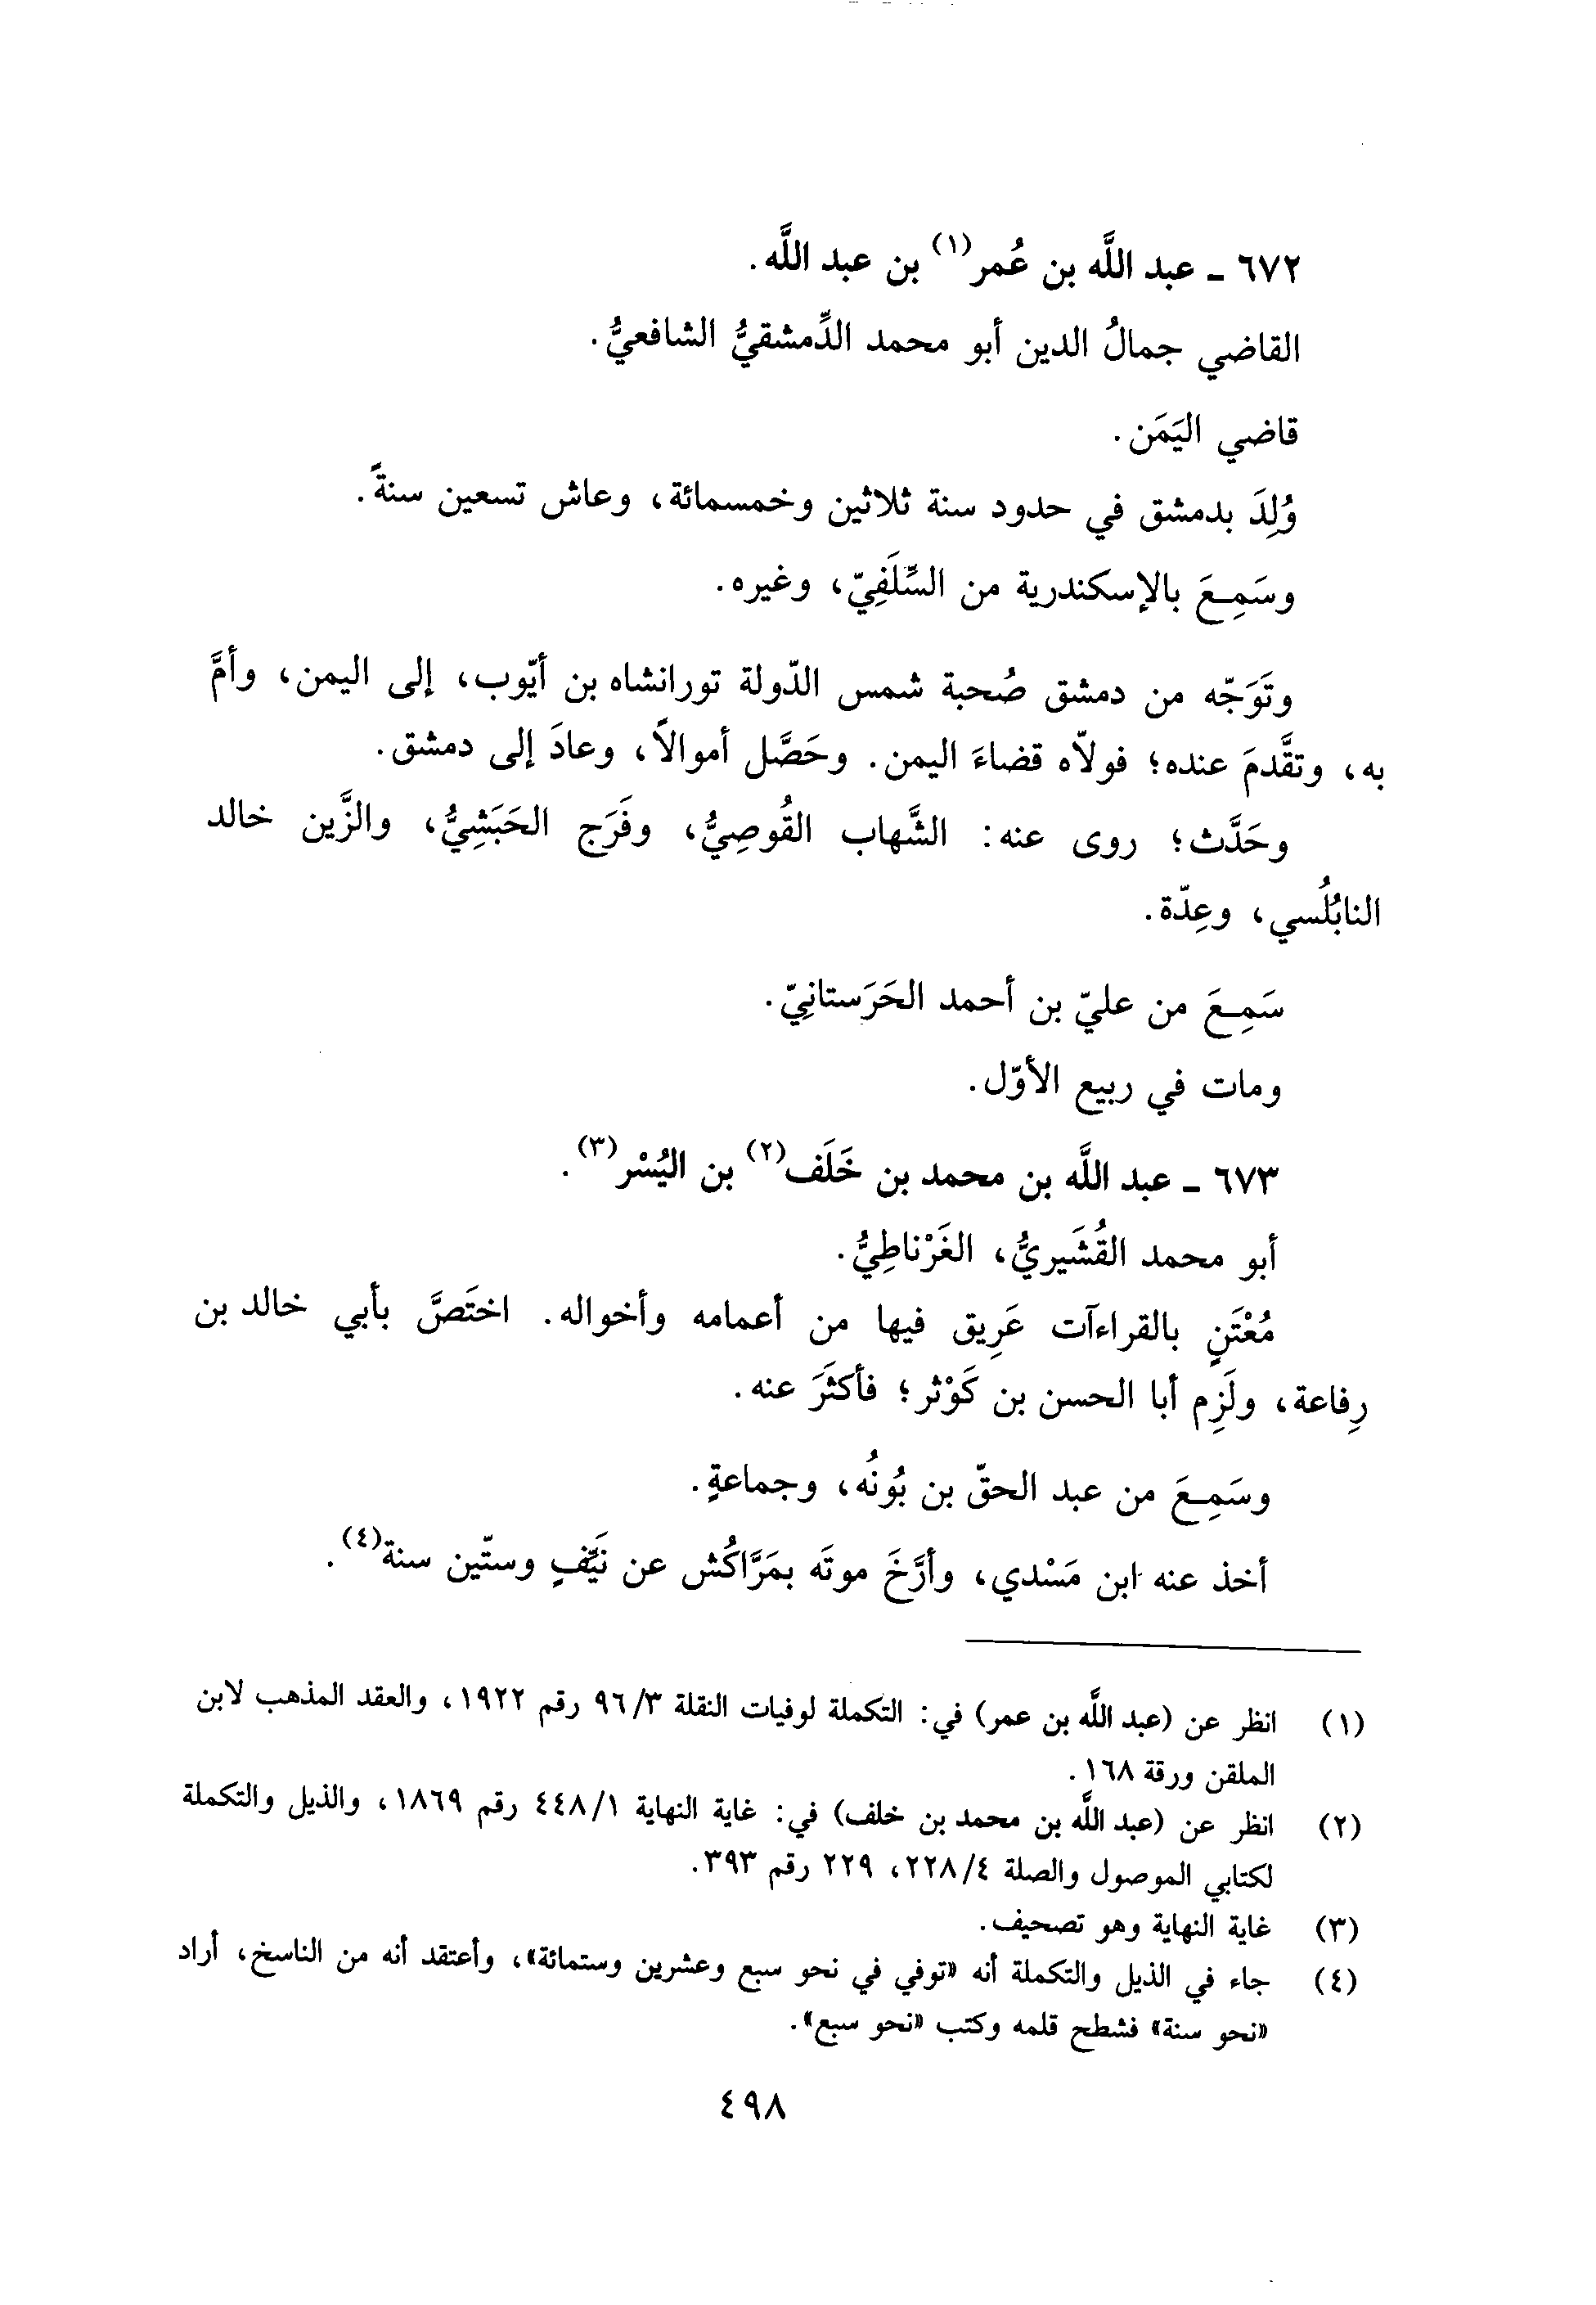 ٦٧٢ ـ عبد اللَّه بن عُمر(١) بن عبد اللَّه.
القاضي جمالُ الدين أبو محمد الدِّمشقيُّ الشافعيُّ.
قاضي اليَمَن.
وُلِدَ بدمشق في حدود سنة ثلاثين وخمسمائة، وعاش تسعين سنةً.
وسَمِعَ بالإسكندرية من السِّلَفِيّ، وغيره.
وتَوَجّه من دمشق صُحبة شمس الدّولة تورانشاه بن أيّوب، إلى اليمن، وأمَّ
به، وتقَّدمَ عنده؛ فولاّه قضاءَ اليمن. وحَصَّل أموالاً، وعادَ إلى دمشق.
وحَدَّث؛ روى عنه: الشَّهاب القُوصِيُّ، وفَرَج الحَبَشِيُّ، والزَّين خالد
النابُلُسي، وعِدّة.
سَمِعَ من عليّ بن أحمد الحَرَستانِيّ.
ومات في ربيع الأوّل.
٦٧٣ ـ عبد اللَّه بن محمد بن خَلَف(٢) بن اليُسْر(٣).
أبو محمد القُشَيريُّ، الغَرْناطِيُّ.
مُعْتَنٍ بالقراءآت عَرِيق فيها من أعمامه وأخواله. اختَصَّ بأبي خالد بن
رِفاعة، ولَزِم أبا الحسن بن كَوْثر؛ فأكثَرَ عنه.
وسَمِعَ من عبد الحقّ بن بُونُه، وجماعةٍ.
أخذ عنه ابن مَسْدي، وأرَّخَ موتَه بمَرَّاكُش عن نَيّفٍ وستّين سنة(٤).
(١) انظر عن (عبد اللَّه بن عمر) في: التكملة لوفيات النقلة ٩٦/٣ رقم ١٩٢٢، والعقد المذهب لابن
الملقن ورقة ١٦٨.
(٢) انظر عن (عبد اللَّه بن محمد بن خلف) في: غاية النهاية ٤٤٨/١ رقم ١٨٦٩، والذيل والتكملة
لكتابي الموصول والصلة ٢٢٨/٤، ٢٢٩ رقم ٣٩٣.
(٣) غاية النهاية وهو تصحيف.
(٤) جاء في الذيل والتكملة أنه «توفي في نحو سبع وعشرين وستمائة»، وأعتقد أنه من الناسخ، أراد
«نحو سنة» فشطح قلمه وكتب «نحو سبع».
٤٩٨